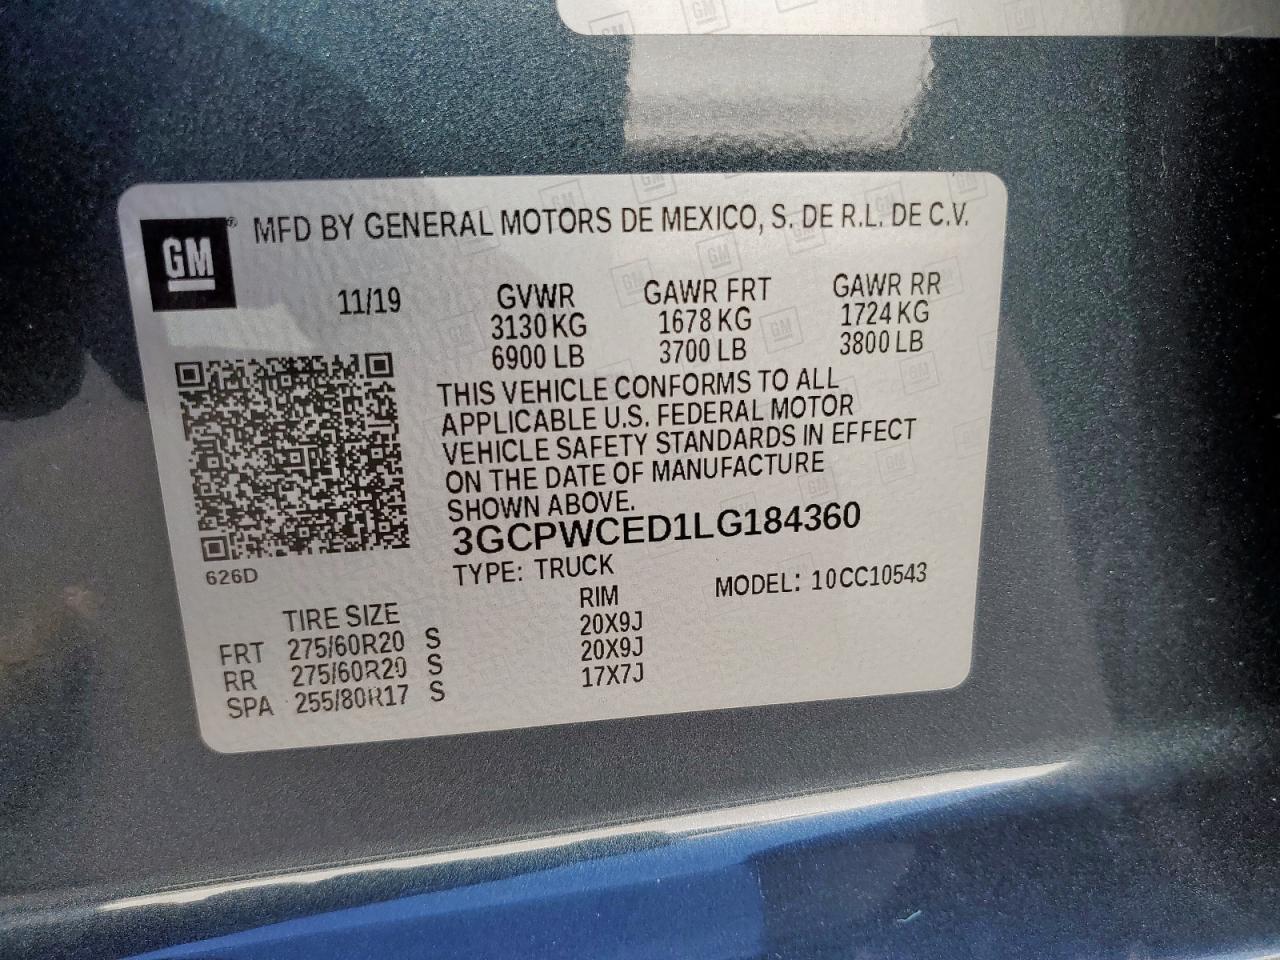 GM ® MFD BY GENERAL MOTORS DE MEXICO, S. DE R.L. DE C.V.
11/19 GVWR GAWR FRT GAWR RR
3130 KG 1678 KG 1724 KG
6900 LB 3700 LB 3800 LB
THIS VEHICLE CONFORMS TO ALL
APPLICABLE U.S. FEDERAL MOTOR
VEHICLE SAFETY STANDARDS IN EFFECT
ON THE DATE OF MANUFACTURE
SHOWN ABOVE.
3GCPWCED1LG184360
626D
TYPE: TRUCK MODEL: 10CC10543
TIRE SIZE RIM
FRT 275/60R20 S 20X9J
RR 275/60R20 S 20X9J
SPA 255/80R17 S 17X7J